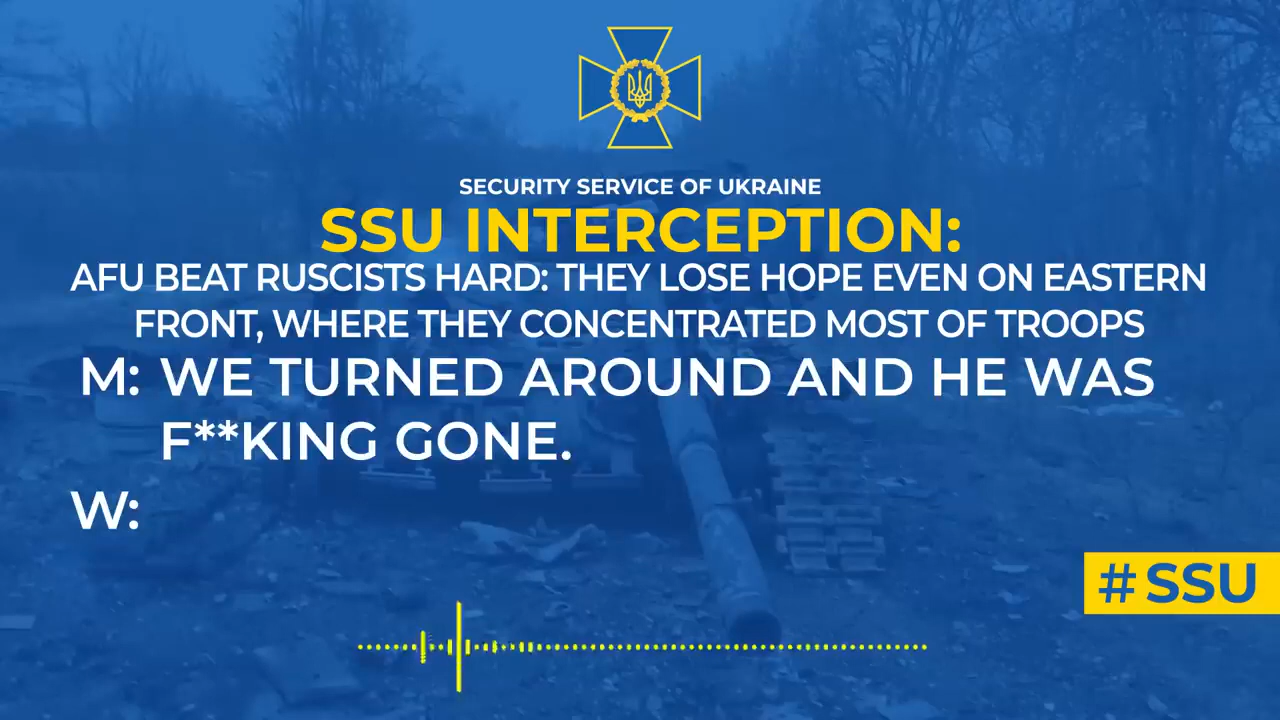 SECURITY SERVICE OF UKRAINE
SSU INTERCEPTION:
AFU BEAT RUSCISTS HARD: THEY LOSE HOPE EVEN ON EASTERN
FRONT, WHERE THEY CONCENTRATED MOST OF TROOPS
M: WE TURNED AROUND AND HE WAS
F**KING GONE.
W:
# SSU